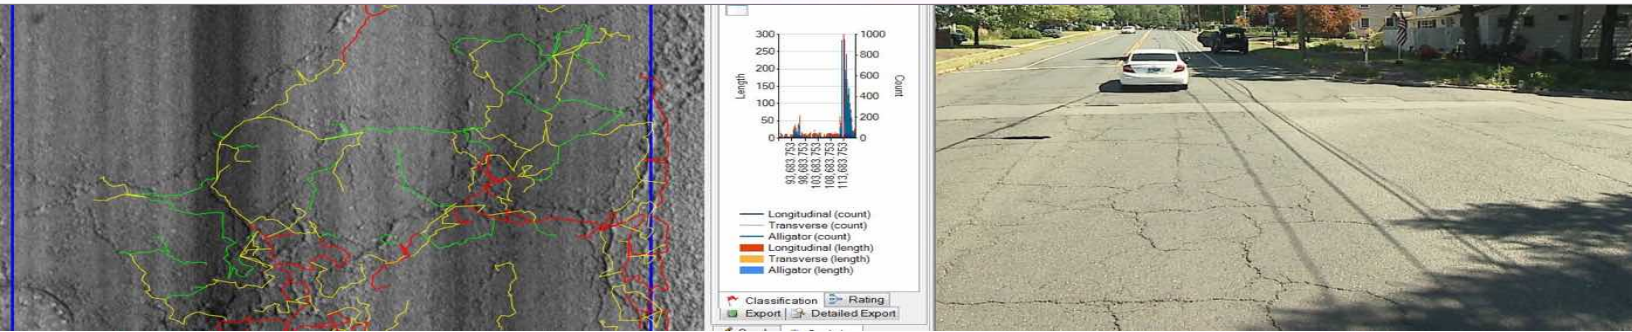 300
250
200
150
100
50
0
Length
1000
800
600
400
200
0
Count
93,683.753
98,683.753
103,683.753
108,683.753
113,683.753
Longitudinal (count)
Transverse (count)
Alligator (count)
Longitudinal (length)
Transverse (length)
Alligator (length)
Classification Rating
Export Detailed Export